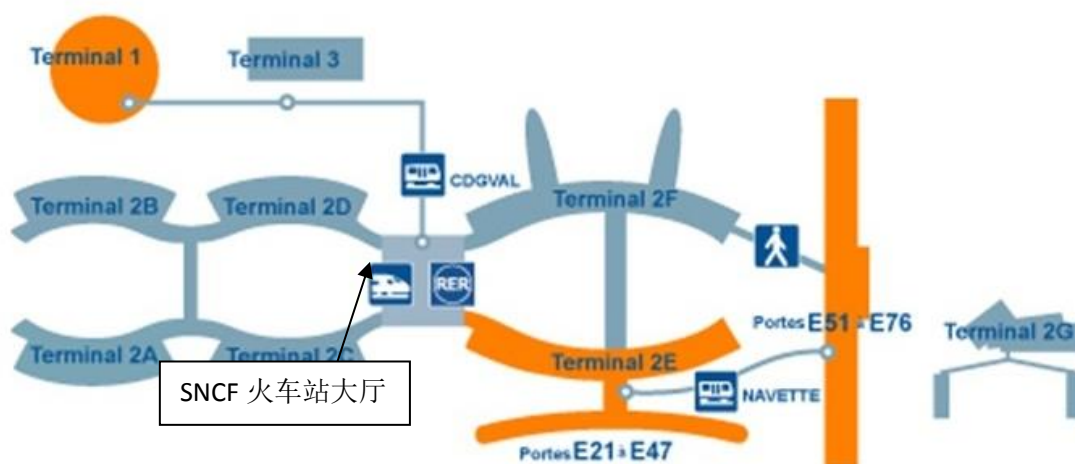 Terminal 1
Terminal 3
CDGVAL
Terminal 2B
Terminal 2D
Terminal 2F
RER
Portes E51 à E76
Terminal 2G
Terminal 2A
Terminal 2C
Terminal 2E
SNCF 火车站大厅
NAVETTE
Portes E21 à E47